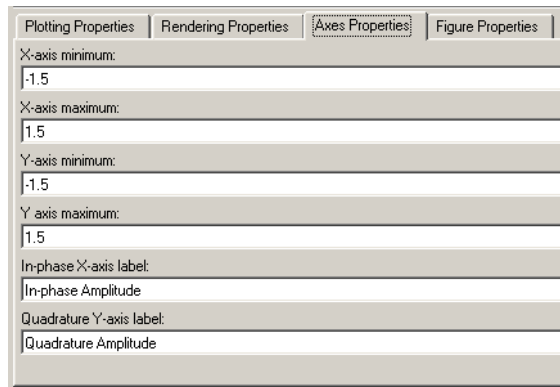 Plotting Properties Rendering Properties Axes Properties Figure Properties
X-axis minimum:
-1.5
X-axis maximum:
1.5
Y-axis minimum:
-1.5
Y axis maximum:
1.5
In-phase X-axis label:
In-phase Amplitude
Quadrature Y-axis label:
Quadrature Amplitude